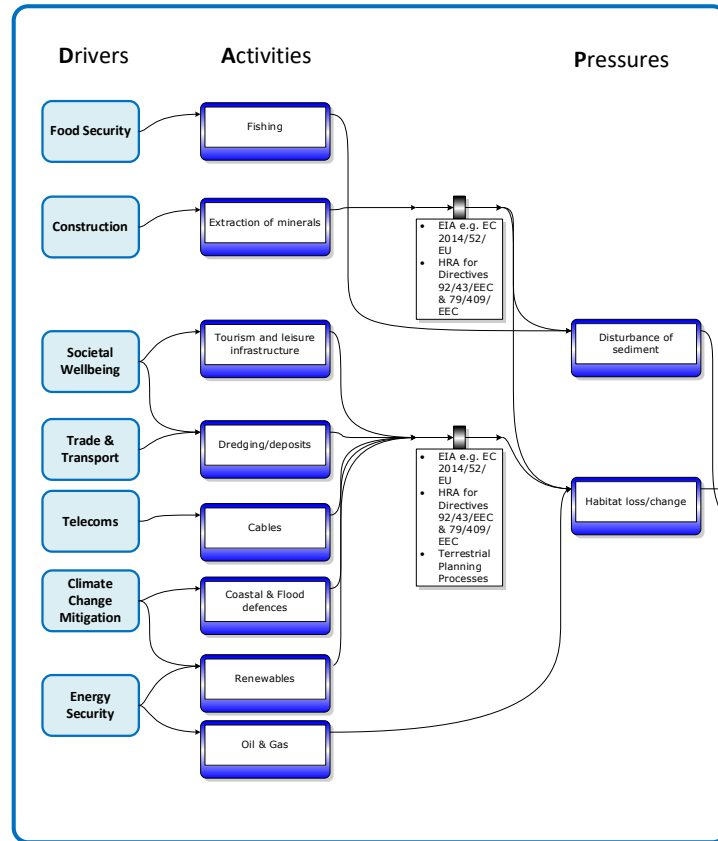 Drivers
Activities
Pressures
Food Security
Fishing
Construction
Extraction of minerals
• EIA e.g. EC
2014/52/
EU
• HRA for
Directives
92/43/EEC
& 79/409/
EEC
Societal
Wellbeing
Tourism and leisure
infrastructure
Disturbance of
sediment
Trade &
Transport
Dredging/deposits
• EIA e.g. EC
2014/52/
EU
• HRA for
Directives
92/43/EEC
& 79/409/
EEC
• Terrestrial
Planning
Processes
Habitat loss/change
Telecoms
Cables
Climate
Change
Mitigation
Coastal & Flood
defences
Renewables
Energy
Security
Oil & Gas